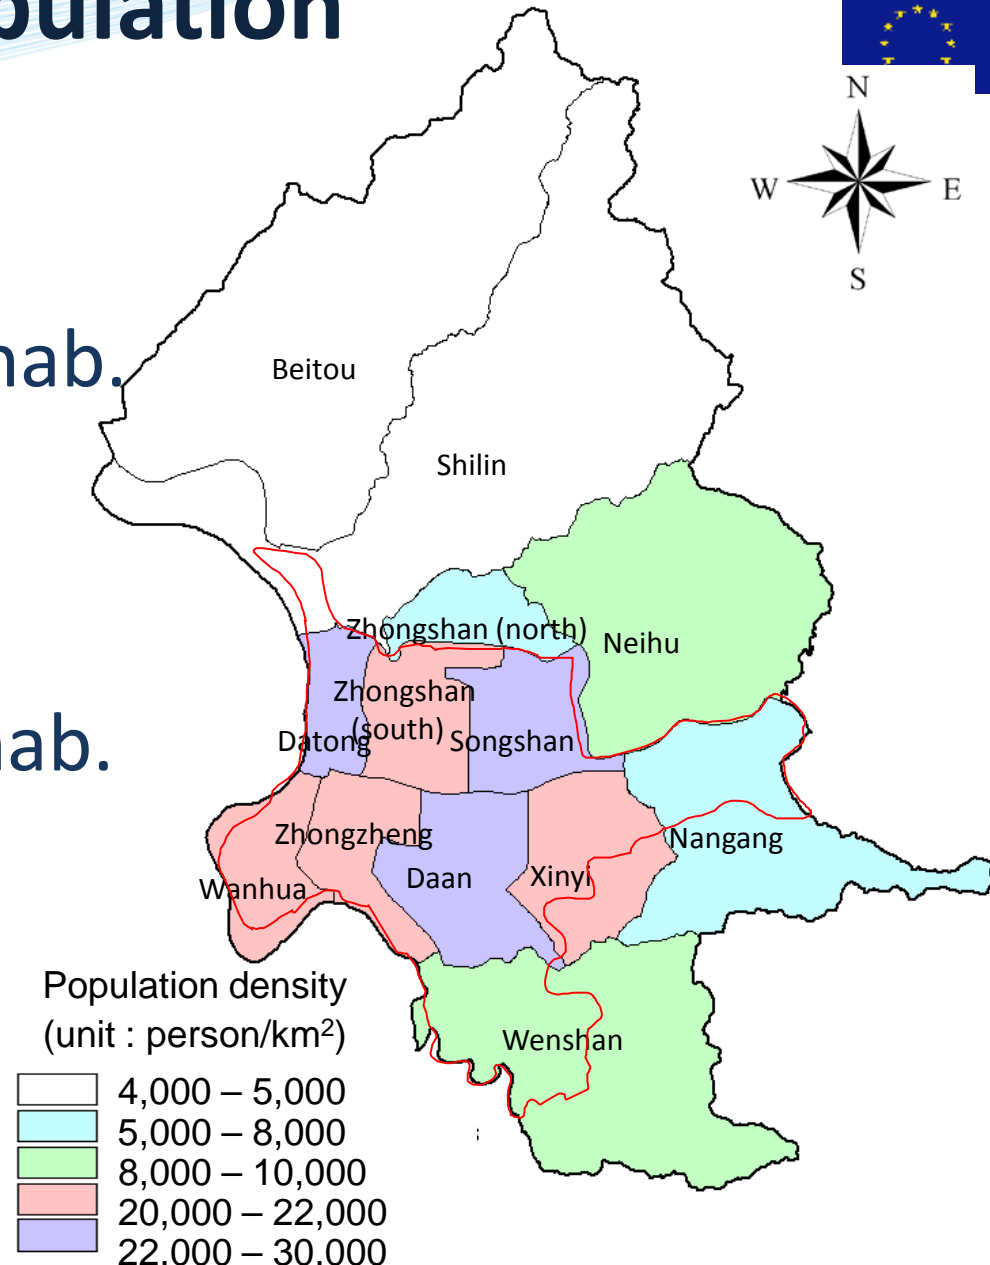 pulation
N
W
E
S
hab.
Beitou
Shilin
Zhongshan (north)
Neihu
Zhongshan
(south)
Datong
Songshan
hab.
Zhongzheng
Nangang
Wanhua
Daan
Xinyi
Wenshan
Population density
(unit : person/km²)
4,000 – 5,000
5,000 – 8,000
8,000 – 10,000
20,000 – 22,000
22,000 – 30,000